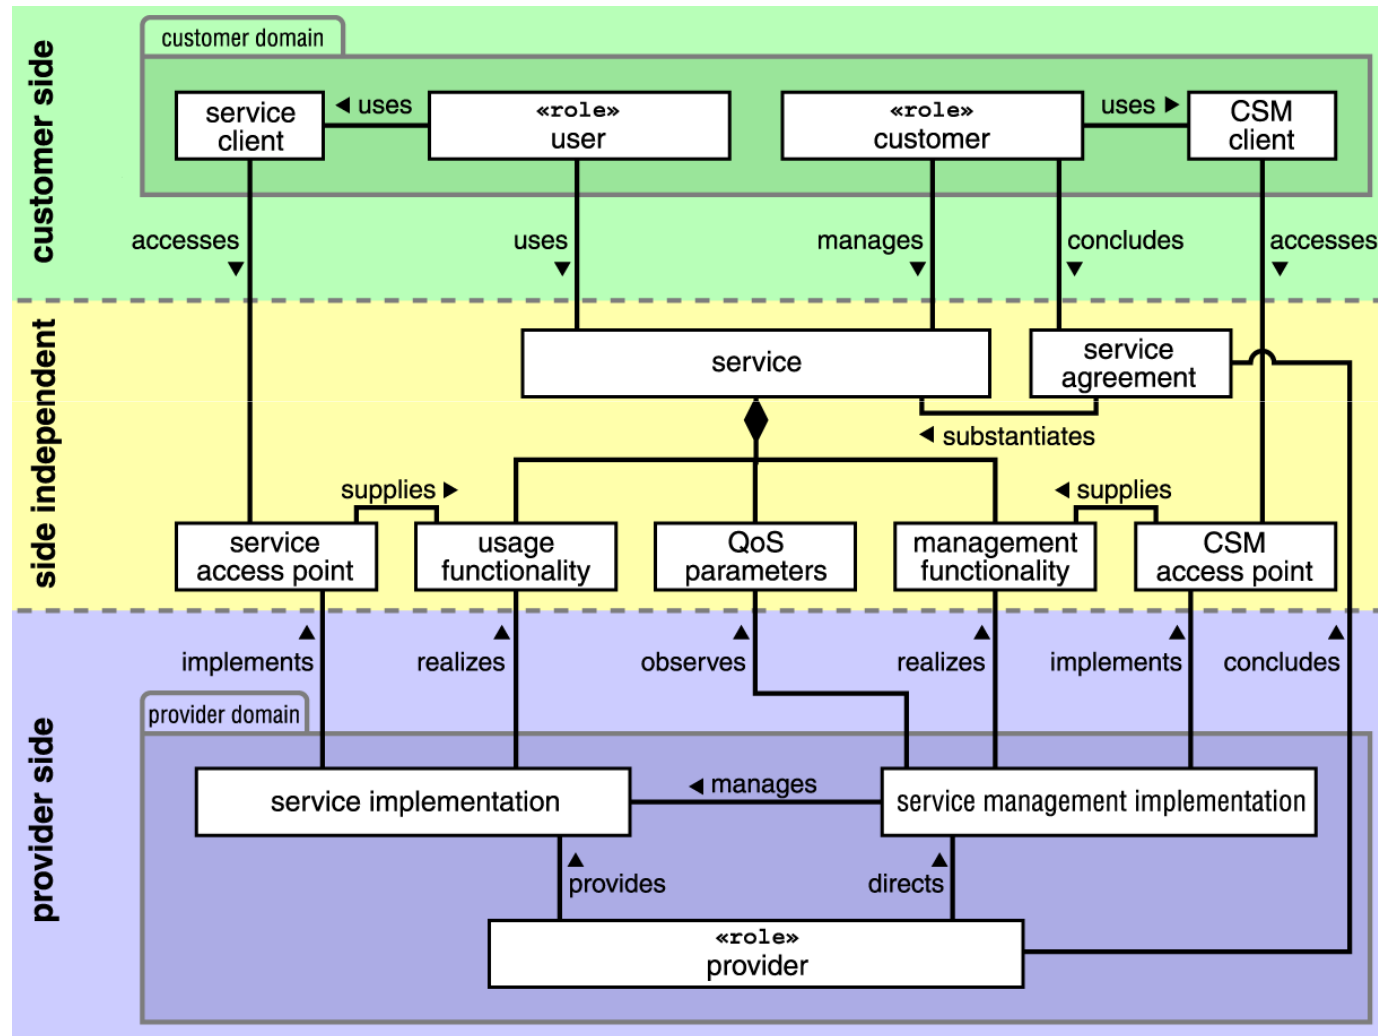 customer side
customer domain
service
client
◄ uses
«role»
user
«role»
customer
uses ►
CSM
client
accesses
▼
uses
▼
manages
▼
concludes
▼
accesses
▼
side independent
service
service
agreement
◄ substantiates
supplies ►
◄ supplies
service
access point
usage
functionality
QoS
parameters
management
functionality
CSM
access point
provider side
▲
implements
▲
realizes
▲
observes
▲
realizes
▲
implements
▲
concludes
provider domain
service implementation
◄ manages
service management implementation
▲
provides
▲
directs
«role»
provider